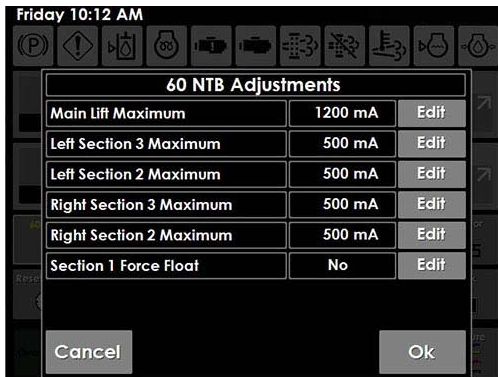 Friday 10:12 AM
60 NTB Adjustments
Main Lift Maximum 1200 mA Edit
Left Section 3 Maximum 500 mA Edit
Left Section 2 Maximum 500 mA Edit
Right Section 3 Maximum 500 mA Edit
Right Section 2 Maximum 500 mA Edit
Section 1 Force Float No Edit
Cancel Ok